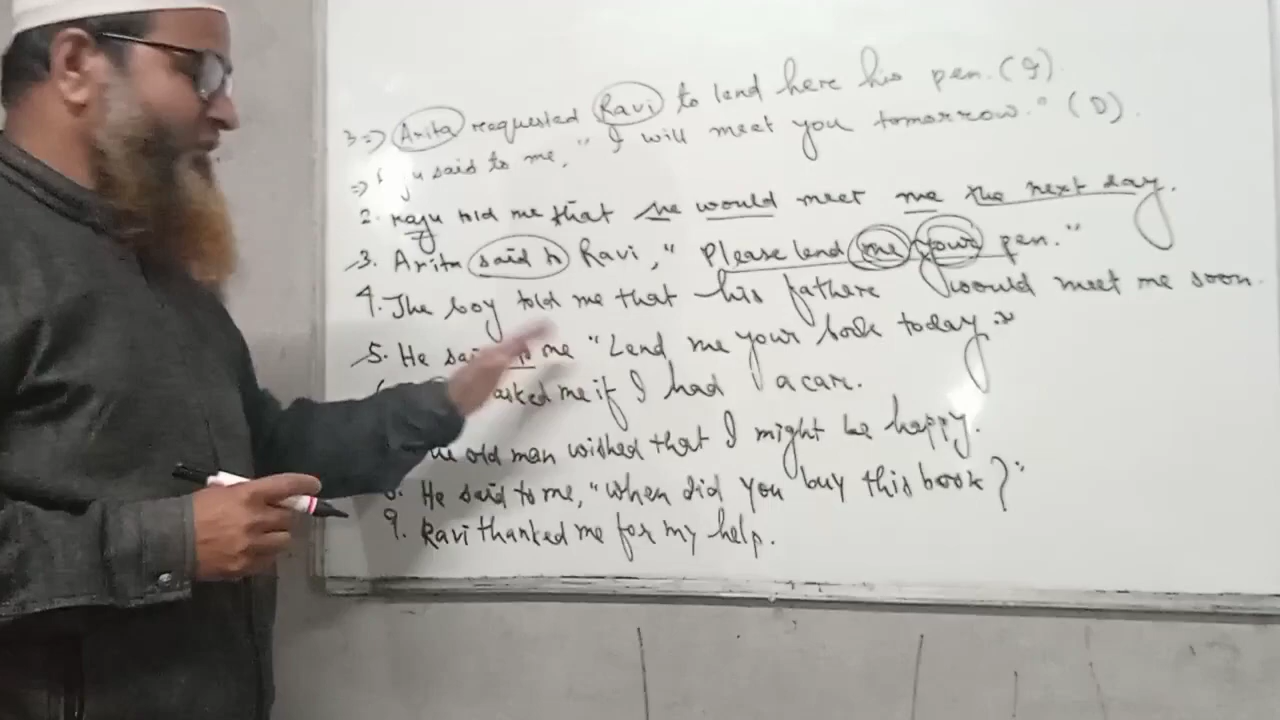 3 => Arita requested Ravi to lend here his pen. (I).
=> said to me, "I will meet you tomorrow." (D).
2. Raju told me that he would meet me the next day.
3. Arita said to Ravi, "Please lend me your pen."
4. The boy told me that his fathere would meet me soon.
5. He said to me "Lend me your book today."
asked me if I had a car.
old man wished that I might be happy.
8. He said to me, "When did you buy this book?"
9. Ravi thanked me for my help.